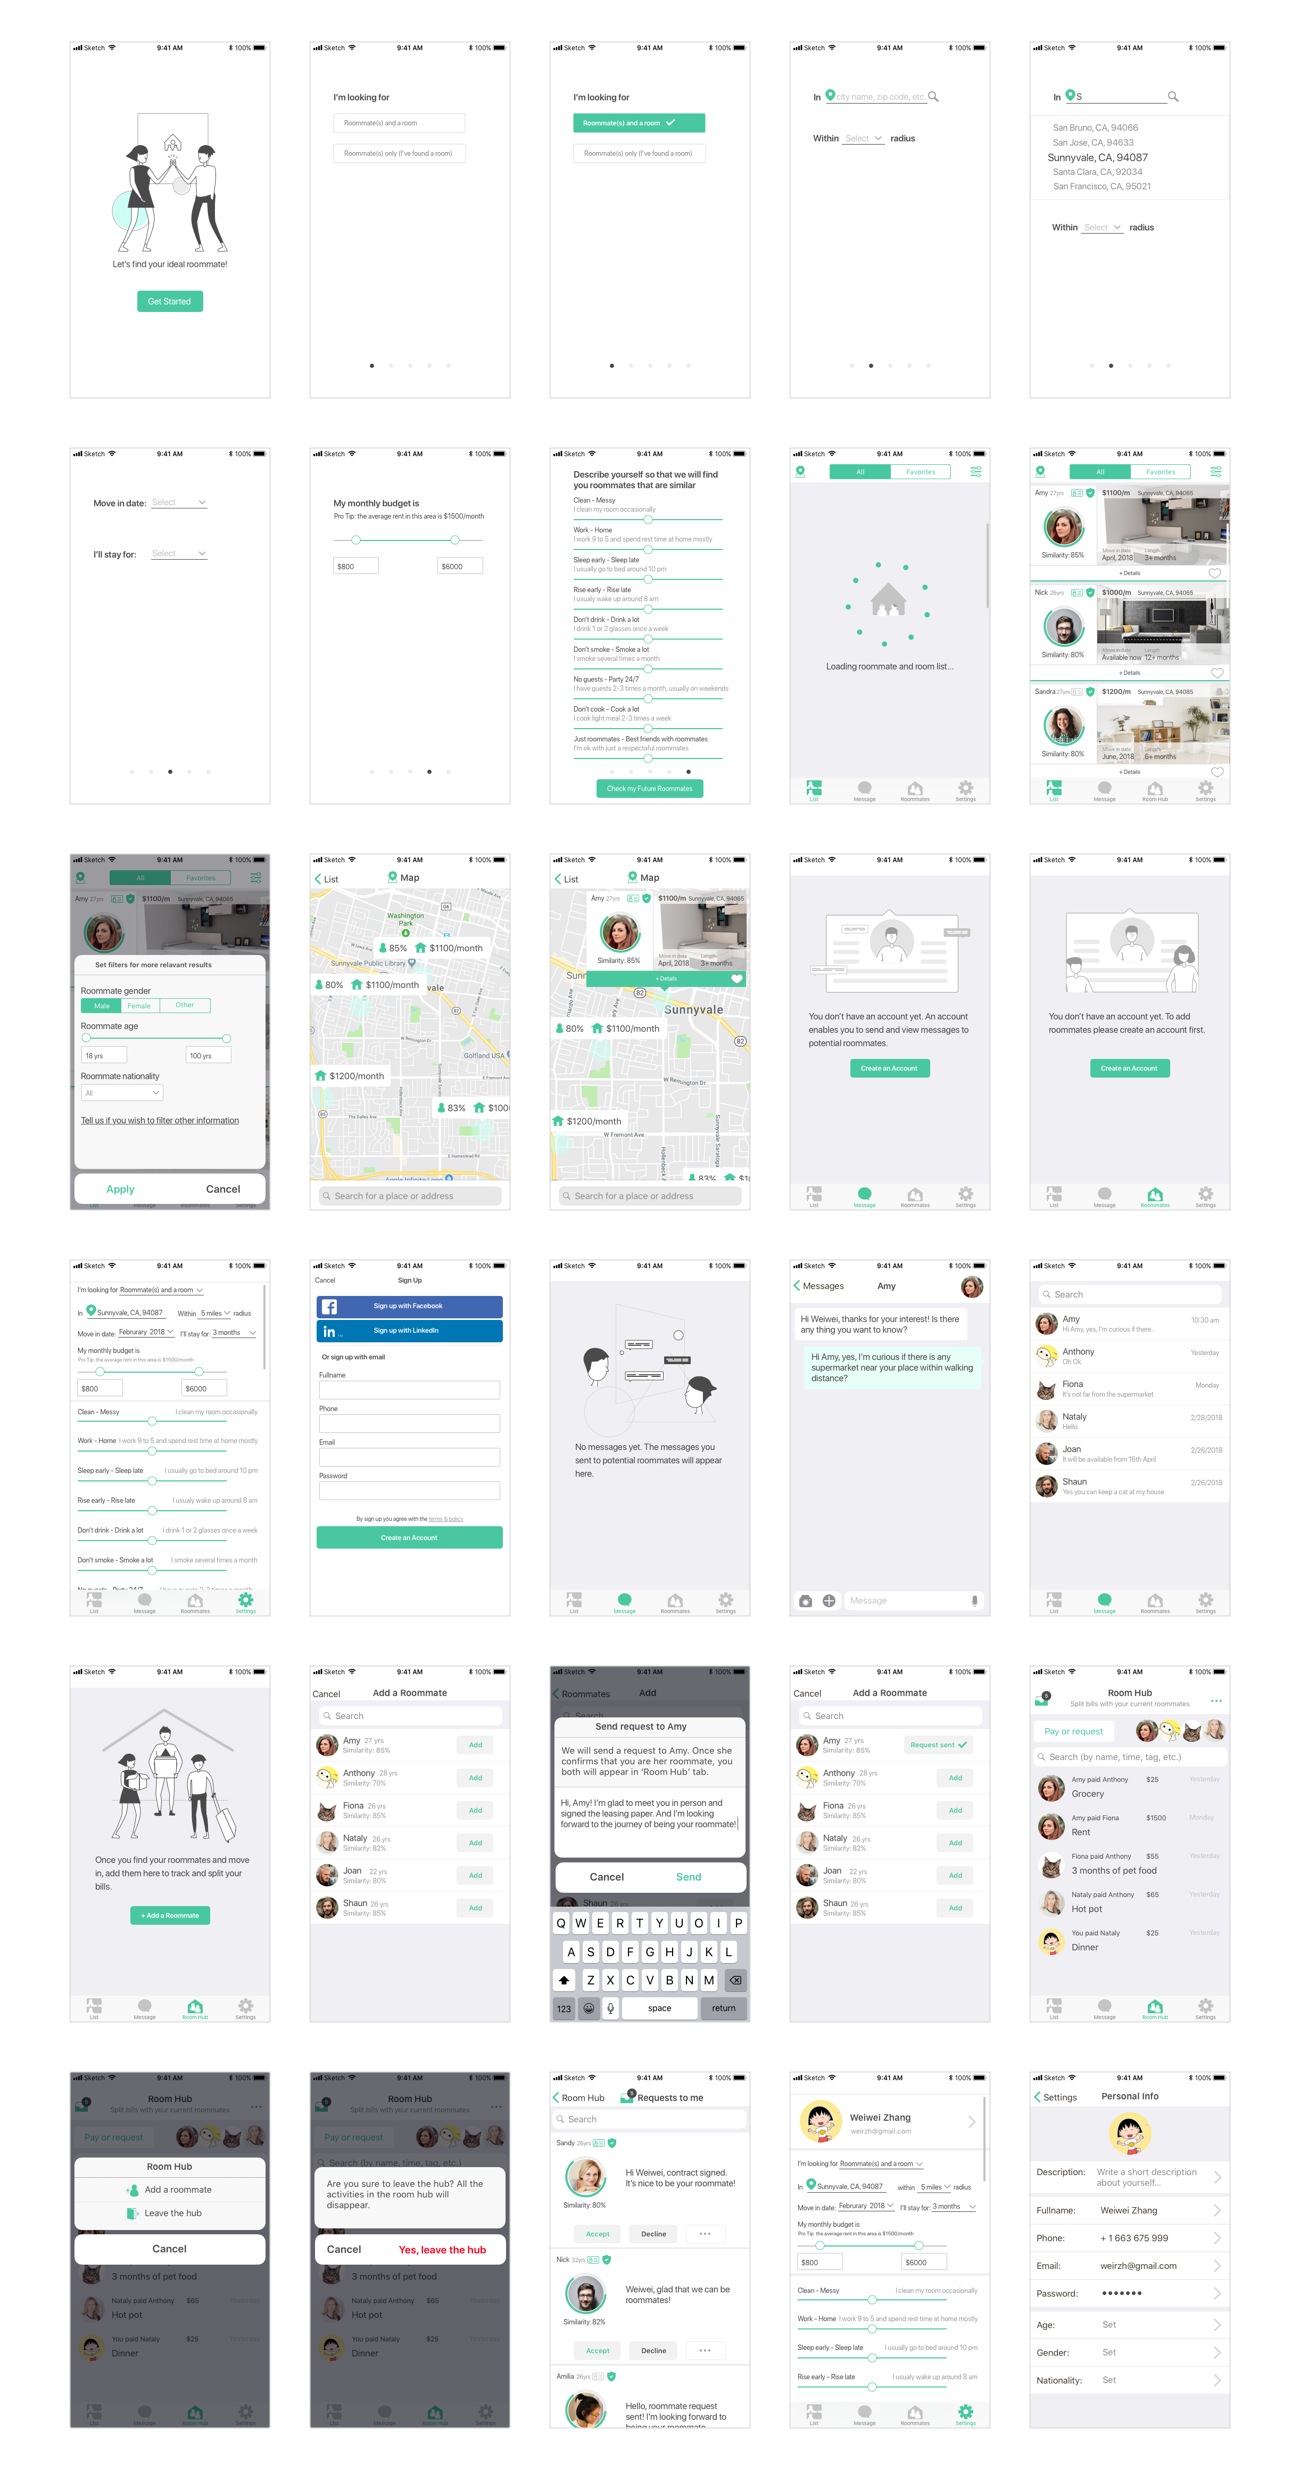 Sketch 9:41 AM 100%
Let's find your ideal roommate!
Get Started
Sketch 9:41 AM 100%
I'm looking for
Roommate(s) and a room
Roommate(s) only (I've found a room)
Sketch 9:41 AM 100%
I'm looking for
Roommate(s) and a room
Roommate(s) only (I've found a room)
Sketch 9:41 AM 100%
In city name, zip code, etc.
Within Select radius
Sketch 9:41 AM 100%
In S
San Bruno, CA, 94066
San Jose, CA, 94633
Sunnyvale, CA, 94087
Santa Clara, CA, 92034
San Francisco, CA, 95021
Within Select radius
Sketch 9:41 AM 100%
Move in date: Select
I'll stay for: Select
Sketch 9:41 AM 100%
My monthly budget is
Pro Tip: the average rent in this area is $1500/month
$800 $6000
Sketch 9:41 AM 100%
Describe yourself so that we will find
you roommates that are similar
Clean - Messy
I clean my room occasionally
Work - Home
I work 9 to 5 and spend rest time at home mostly
Sleep early - Sleep late
I usually go to bed around 10 pm
Rise early - Rise late
I usualy wake up around 8 am
Don't drink - Drink a lot
I drink 1 or 2 glasses once a week
Don't smoke - Smoke a lot
I smoke several times a month
No guests - Party 24/7
I have guests 2-3 times a month, usually on weekends
Don't cook - Cook a lot
I cook light meal 2-3 times a week
Just roommates - Best friends with roommates
I'm ok with just a respectaful roommates
Check my Future Roommates
Sketch 9:41 AM 100%
All Favorites
Loading roommate and room list...
List Message Roommates Settings
Sketch 9:41 AM 100%
All Favorites
Amy 27yrs $1100/m Sunnyvale, CA, 94065
Similarity: 85%
Move in date Length
April, 2018 3+ months
+ Details
Nick 26yrs $1000/m Sunnyvale, CA, 94065
Similarity: 80%
Move in date Length
Available now 12+ months
+ Details
Sandra 27yrs $1200/m Sunnyvale, CA, 94085
Similarity: 80%
Move in date Length
June, 2018 6+ months
+ Details
List Message Room Hub Settings
Sketch 9:41 AM 100%
All Favorites
Amy 27yrs $1100/m Sunnyvale, CA, 94065
Set filters for more relavant results
Roommate gender
Male Female Other
Roommate age
18 yrs 100 yrs
Roommate nationality
All
Tell us if you wish to filter other information
Apply Cancel
List Message Roommates Settings
Sketch 9:41 AM 100%
List Map
Washington
Park
85% $1100/month
Sunnyvale Public Library
80% $1100/month
vale
Golfland USA
$1200/month
83% $100
Apple Infinite Loop
Search for a place or address
Sketch 9:41 AM 100%
List Map
Amy 27yrs $1100/m Sunnyvale, CA, 94065
Similarity: 85%
Move in date Length
April, 2018 3+ months
+ Details
Sunn
82
Sunnyvale
80% $1100/month
82
W Remington Dr
$1200/month
W Fremont Ave
83% $1
Search for a place or address
Sketch 9:41 AM 100%
You don't have an account yet. An account
enables you to send and view messages to
potential roommates.
Create an Account
List Message Roommates Settings
Sketch 9:41 AM 100%
You don't have an account yet. To add
roommates please create an account first.
Create an Account
List Message Roommates Settings
Sketch 9:41 AM 100%
I'm looking for Roommate(s) and a room
In Sunnyvale, CA, 94087 Within 5 miles radius
Move in date: Februrary 2018 I'll stay for: 3 months
My monthly budget is
Pro Tip: the average rent in this area is $1500/month
$800 $6000
Clean - Messy I clean my room occasionally
Work - Home I work 9 to 5 and spend rest time at home mostly
Sleep early - Sleep late I usually go to bed around 10 pm
Rise early - Rise late I usualy wake up around 8 am
Don't drink - Drink a lot I drink 1 or 2 glasses once a week
Don't smoke - Smoke a lot I smoke several times a month
List Message Roommates Settings
Sketch 9:41 AM 100%
Cancel Sign Up
Sign up with Facebook
in Sign up with LinkedIn
Or sign up with email
Fullname
Phone
Email
Password
By sign up you agree with the terms & policy
Create an Account
Sketch 9:41 AM 100%
No messages yet. The messages you
sent to potential roommates will appear
here.
List Message Roommates Settings
Sketch 9:41 AM 100%
Messages Amy
Hi Weiwei, thanks for your interest! Is there
any thing you want to know?
Hi Amy, yes, I'm curious if there is any
supermarket near your place within walking
distance?
Message
Sketch 9:41 AM 100%
Search
Amy 10:30 am
Hi Amy, yes, I'm curious if there..
Anthony Yesterday
Oh Ok.
Fiona Monday
It's not far from the supermarket
Nataly 2/28/2018
Hello
Joan 2/26/2018
It will be available from 16th April
Shaun 2/26/2018
Yes you can keep a cat at my house
List Message Roommates Settings
Sketch 9:41 AM 100%
Once you find your roommates and move
in, add them here to track and split your
bills.
+ Add a Roommate
List Message Room Hub Settings
Sketch 9:41 AM 100%
Cancel Add a Roommate
Search
Amy 27 yrs
Similarity: 85% Add
Anthony 28 yrs
Similarity: 70% Add
Fiona 26 yrs
Similarity: 85% Add
Nataly 26 yrs
Similarity: 82% Add
Joan 22 yrs
Similarity: 80% Add
Shaun 26 yrs
Similarity: 85% Add
Sketch 9:41 AM 100%
Roommates Add
Search
Send request to Amy
We will send a request to Amy. Once she
confirms that you are her roommate, you
both will appear in 'Room Hub' tab.
Hi, Amy! I'm glad to meet you in person and
signed the leasing paper. And I'm looking
forward to the journey of being your roommate!
Cancel Send
Shaun 26 yrs
Q W E R T Y U O I P
A S D F G H J K L
Z X C V B N M
123 space return
Sketch 9:41 AM 100%
Cancel Add a Roommate
Search
Amy 27 yrs
Similarity: 85% Request sent
Anthony 28 yrs
Similarity: 70% Add
Fiona 26 yrs
Similarity: 85% Add
Nataly 26 yrs
Similarity: 82% Add
Joan 22 yrs
Similarity: 80% Add
Shaun 26 yrs
Similarity: 85% Add
Sketch 9:41 AM 100%
5 Room Hub
Split bills with your current roommates
Pay or request
Search (by name, time, tag, etc.)
Amy paid Anthony $25 Yesterday
Grocery
Amy paid Fiona $1500 Monday
Rent
Fiona paid Anthony $55 Yesterday
3 months of pet food
Nataly paid Anthony $65 Yesterday
Hot pot
You paid Nataly $25 Yesterday
Dinner
List Message Room Hub Settings
Sketch 9:41 AM 100%
5 Room Hub
Split bills with your current roommates
Pay or request
Room Hub
Add a roommate
Leave the hub
Cancel
3 months of pet food
Nataly paid Anthony $65 Yesterday
Hot pot
You paid Nataly $25 Yesterday
Dinner
List Message Room Hub Settings
Sketch 9:41 AM 100%
5 Room Hub
Split bills with your current roommates
Pay or request
Search (by name, time, tag, etc.)
Are you sure to leave the hub? All the
activities in the room hub will
disappear.
Cancel Yes, leave the hub
3 months of pet food
Nataly paid Anthony $65 Yesterday
Hot pot
You paid Nataly $25 Yesterday
Dinner
List Message Room Hub Settings
Sketch 9:41 AM 100%
Room Hub 5 Requests to me
Search
Sandy 26yrs
Hi Weiwei, contract signed.
It's nice to be your roommate!
Similarity: 80%
Accept Decline
Nick 32yrs
Weiwei, glad that we can be
roommates!
Similarity: 82%
Accept Decline
Amilia 26yrs
Hello, roommate request
sent! I'm looking forward to
being your roommate
Sketch 9:41 AM 100%
Weiwei Zhang
weirzh@gmail.com
I'm looking for Roommate(s) and a room
In Sunnyvale, CA, 94087 within 5 miles radius
Move in date: Februrary 2018 I'll stay for: 3 months
My monthly budget is
Pro Tip: the average rent in this area is $1500/month
$800 $6000
Clean - Messy I clean my room occasionally
Work - Home I work 9 to 5 and spend rest time at home mostly
Sleep early - Sleep late I usually go to bed around 10 pm
Rise early - Rise late I usualy wake up around 8 am
List Message Roommates Settings
Sketch 9:41 AM 100%
Settings Personal Info
Description: Write a short description
about yourself...
Fullname: Weiwei Zhang
Phone: + 1 663 675 999
Email: weirzh@gmail.com
Password: •••••••
Age: Set
Gender: Set
Nationality: Set